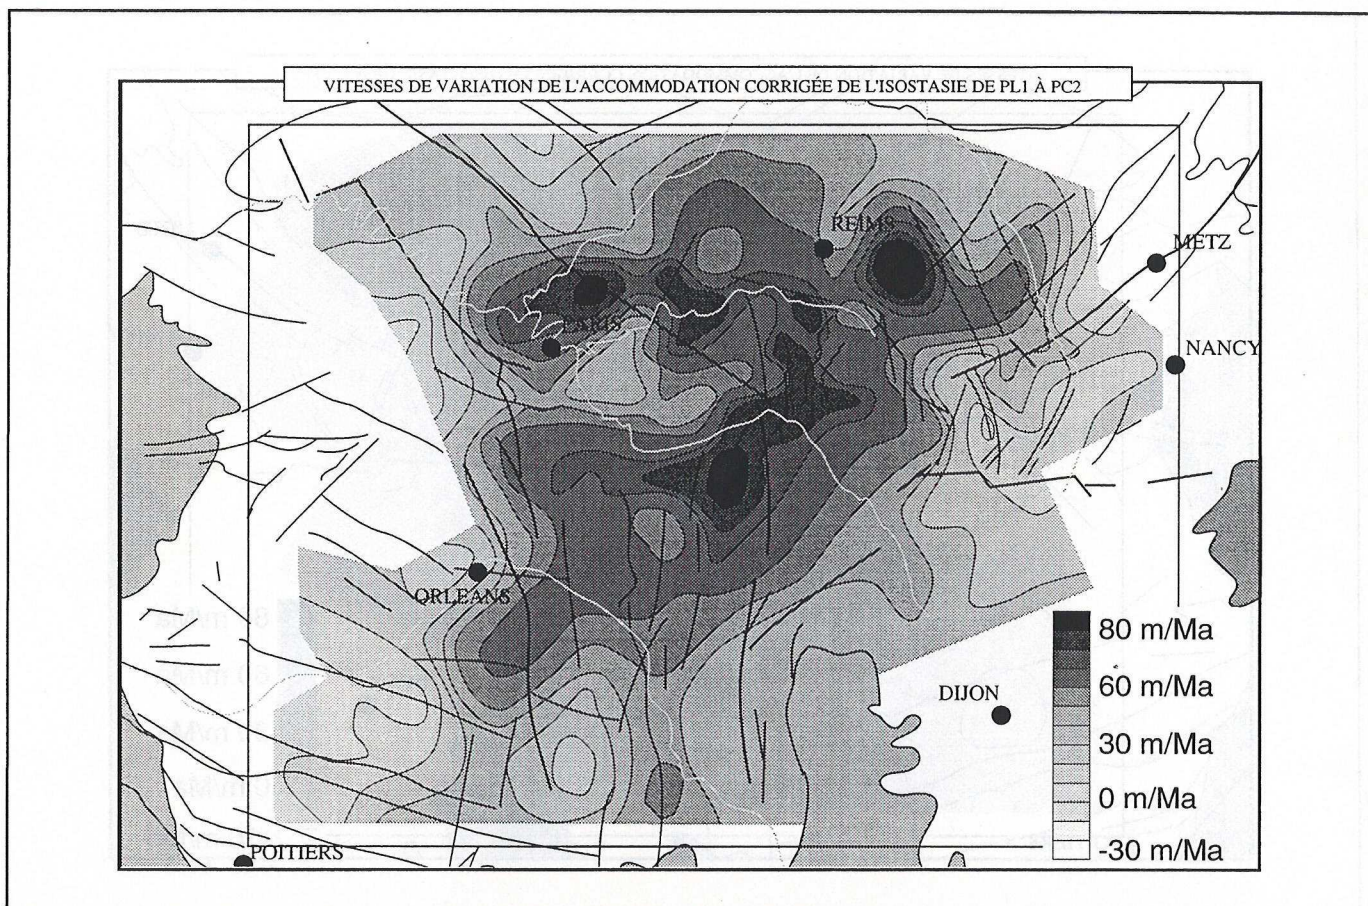 VITESSES DE VARIATION DE L'ACCOMMODATION CORRIGÉE DE L'ISOSTASIE DE PL1 À PC2
REIMS
METZ
PARIS
NANCY
ORLEANS
DIJON
POITIERS
80 m/Ma
60 m/Ma
30 m/Ma
0 m/Ma
-30 m/Ma